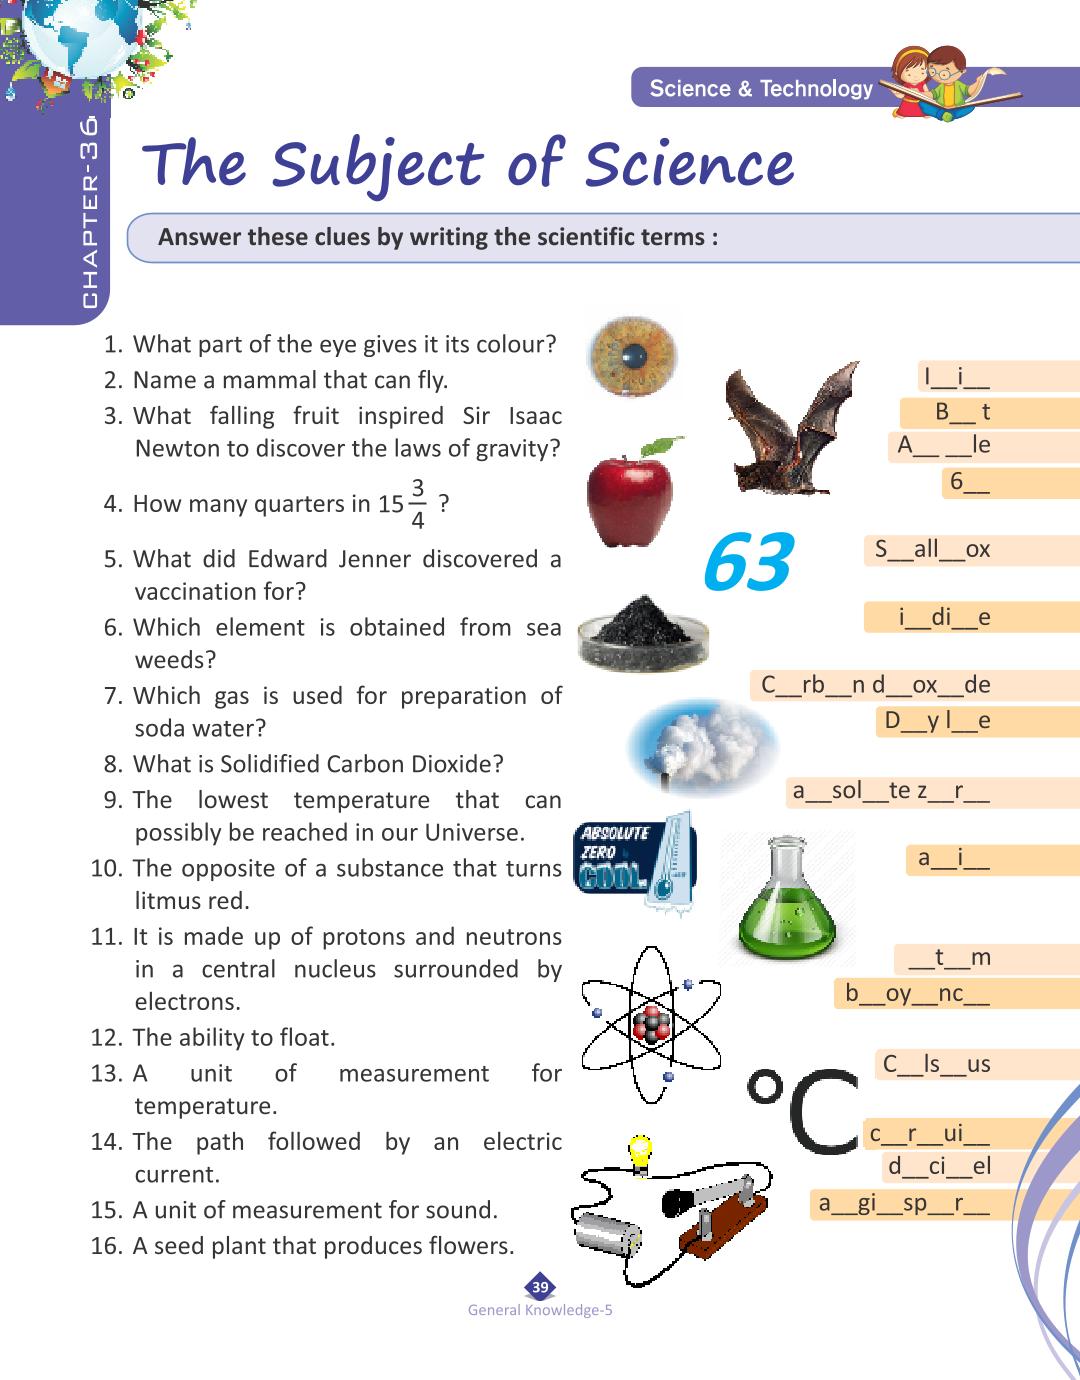 Science & Technology
CHAPTER-36
The Subject of Science
Answer these clues by writing the scientific terms :
1. What part of the eye gives it its colour?
2. Name a mammal that can fly.
3. What falling fruit inspired Sir Isaac
Newton to discover the laws of gravity?
4. How many quarters in 15 3/4 ?
5. What did Edward Jenner discovered a
vaccination for?
6. Which element is obtained from sea
weeds?
7. Which gas is used for preparation of
soda water?
8. What is Solidified Carbon Dioxide?
9. The lowest temperature that can
possibly be reached in our Universe.
10. The opposite of a substance that turns
litmus red.
11. It is made up of protons and neutrons
in a central nucleus surrounded by
electrons.
12. The ability to float.
13. A unit of measurement for
temperature.
14. The path followed by an electric
current.
15. A unit of measurement for sound.
16. A seed plant that produces flowers.
63
ABSOLUTE
ZERO
COOL
°C
I__i__
B__ t
A__ __le
6__
S__all__ox
i__di__e
C__rb__n d__ox__de
D__y l__e
a__sol__te z__r__
a__i__
__t__m
b__oy__nc__
C__ls__us
c__r__ui__
d__ci__el
a__gi__sp__r__
39
General Knowledge-5